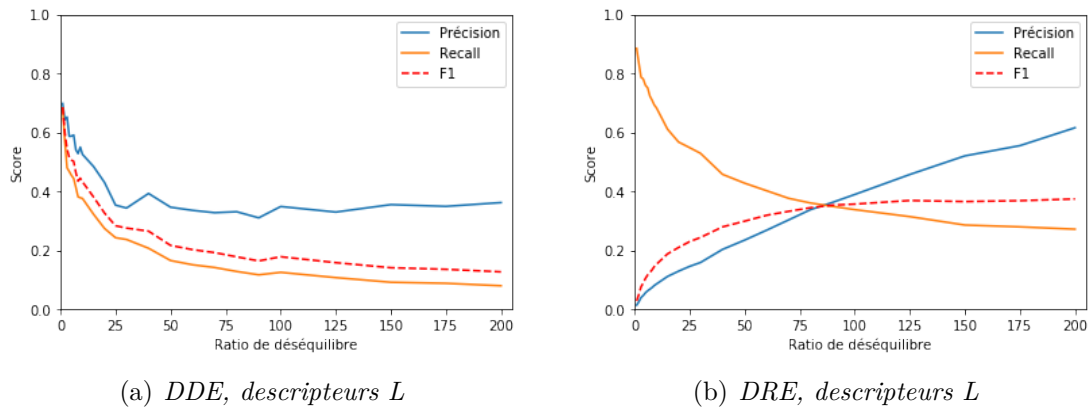 1.0
0.8
0.6
0.4
0.2
0.0
Score
Précision
Recall
F1
0 25 50 75 100 125 150 175 200
Ratio de déséquilibre
(a) DDE, descripteurs L
1.0
0.8
0.6
0.4
0.2
0.0
Score
Précision
Recall
F1
0 25 50 75 100 125 150 175 200
Ratio de déséquilibre
(b) DRE, descripteurs L